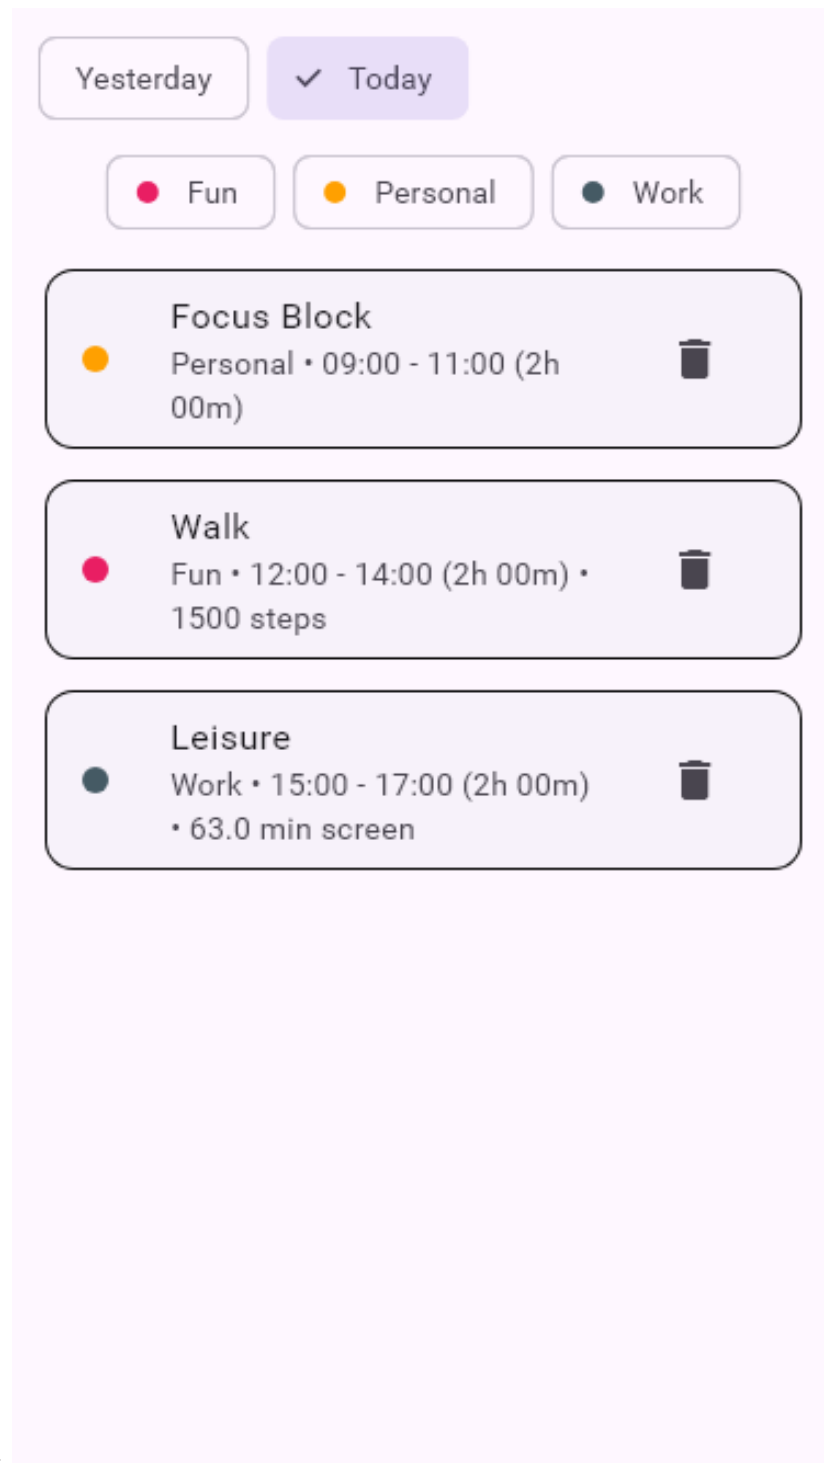 Yesterday Today
Fun Personal Work
Focus Block
Personal • 09:00 - 11:00 (2h
00m)
Walk
Fun • 12:00 - 14:00 (2h 00m) •
1500 steps
Leisure
Work • 15:00 - 17:00 (2h 00m)
• 63.0 min screen